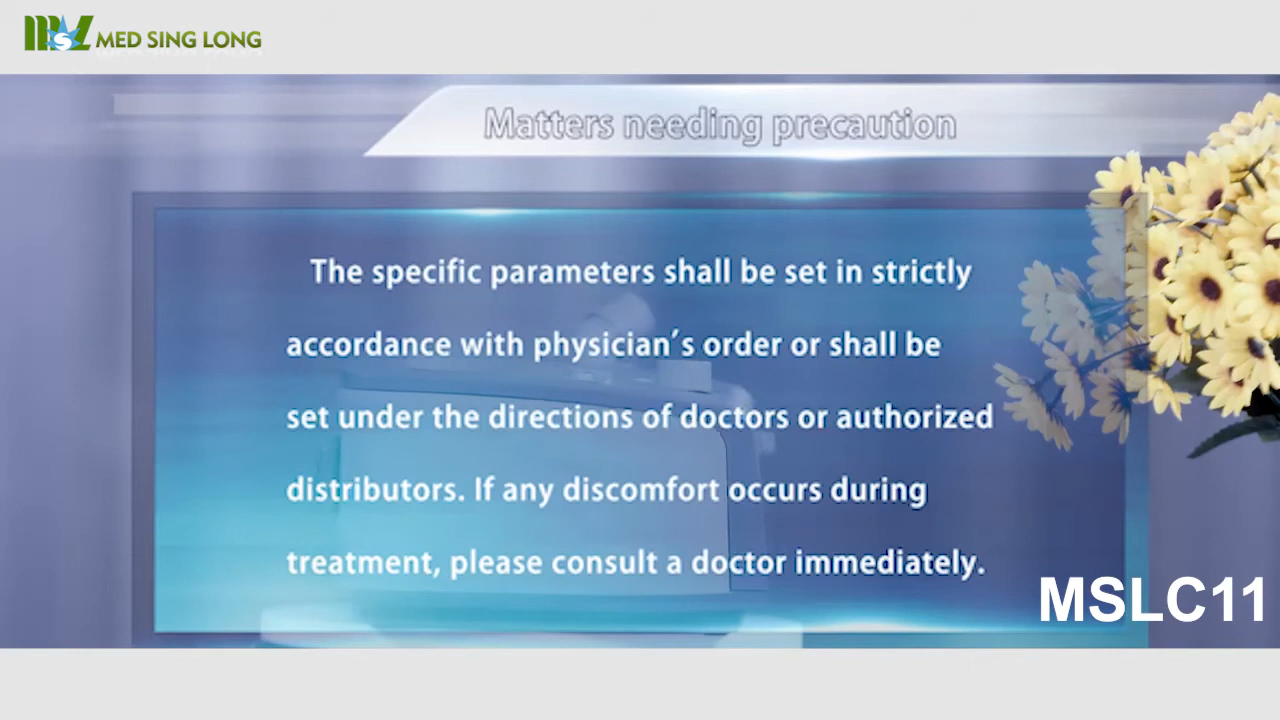 MSL MED SING LONG
Matters needing precaution
The specific parameters shall be set in strictly
accordance with physician's order or shall be
set under the directions of doctors or authorized
distributors. If any discomfort occurs during
treatment, please consult a doctor immediately.
MSLC11